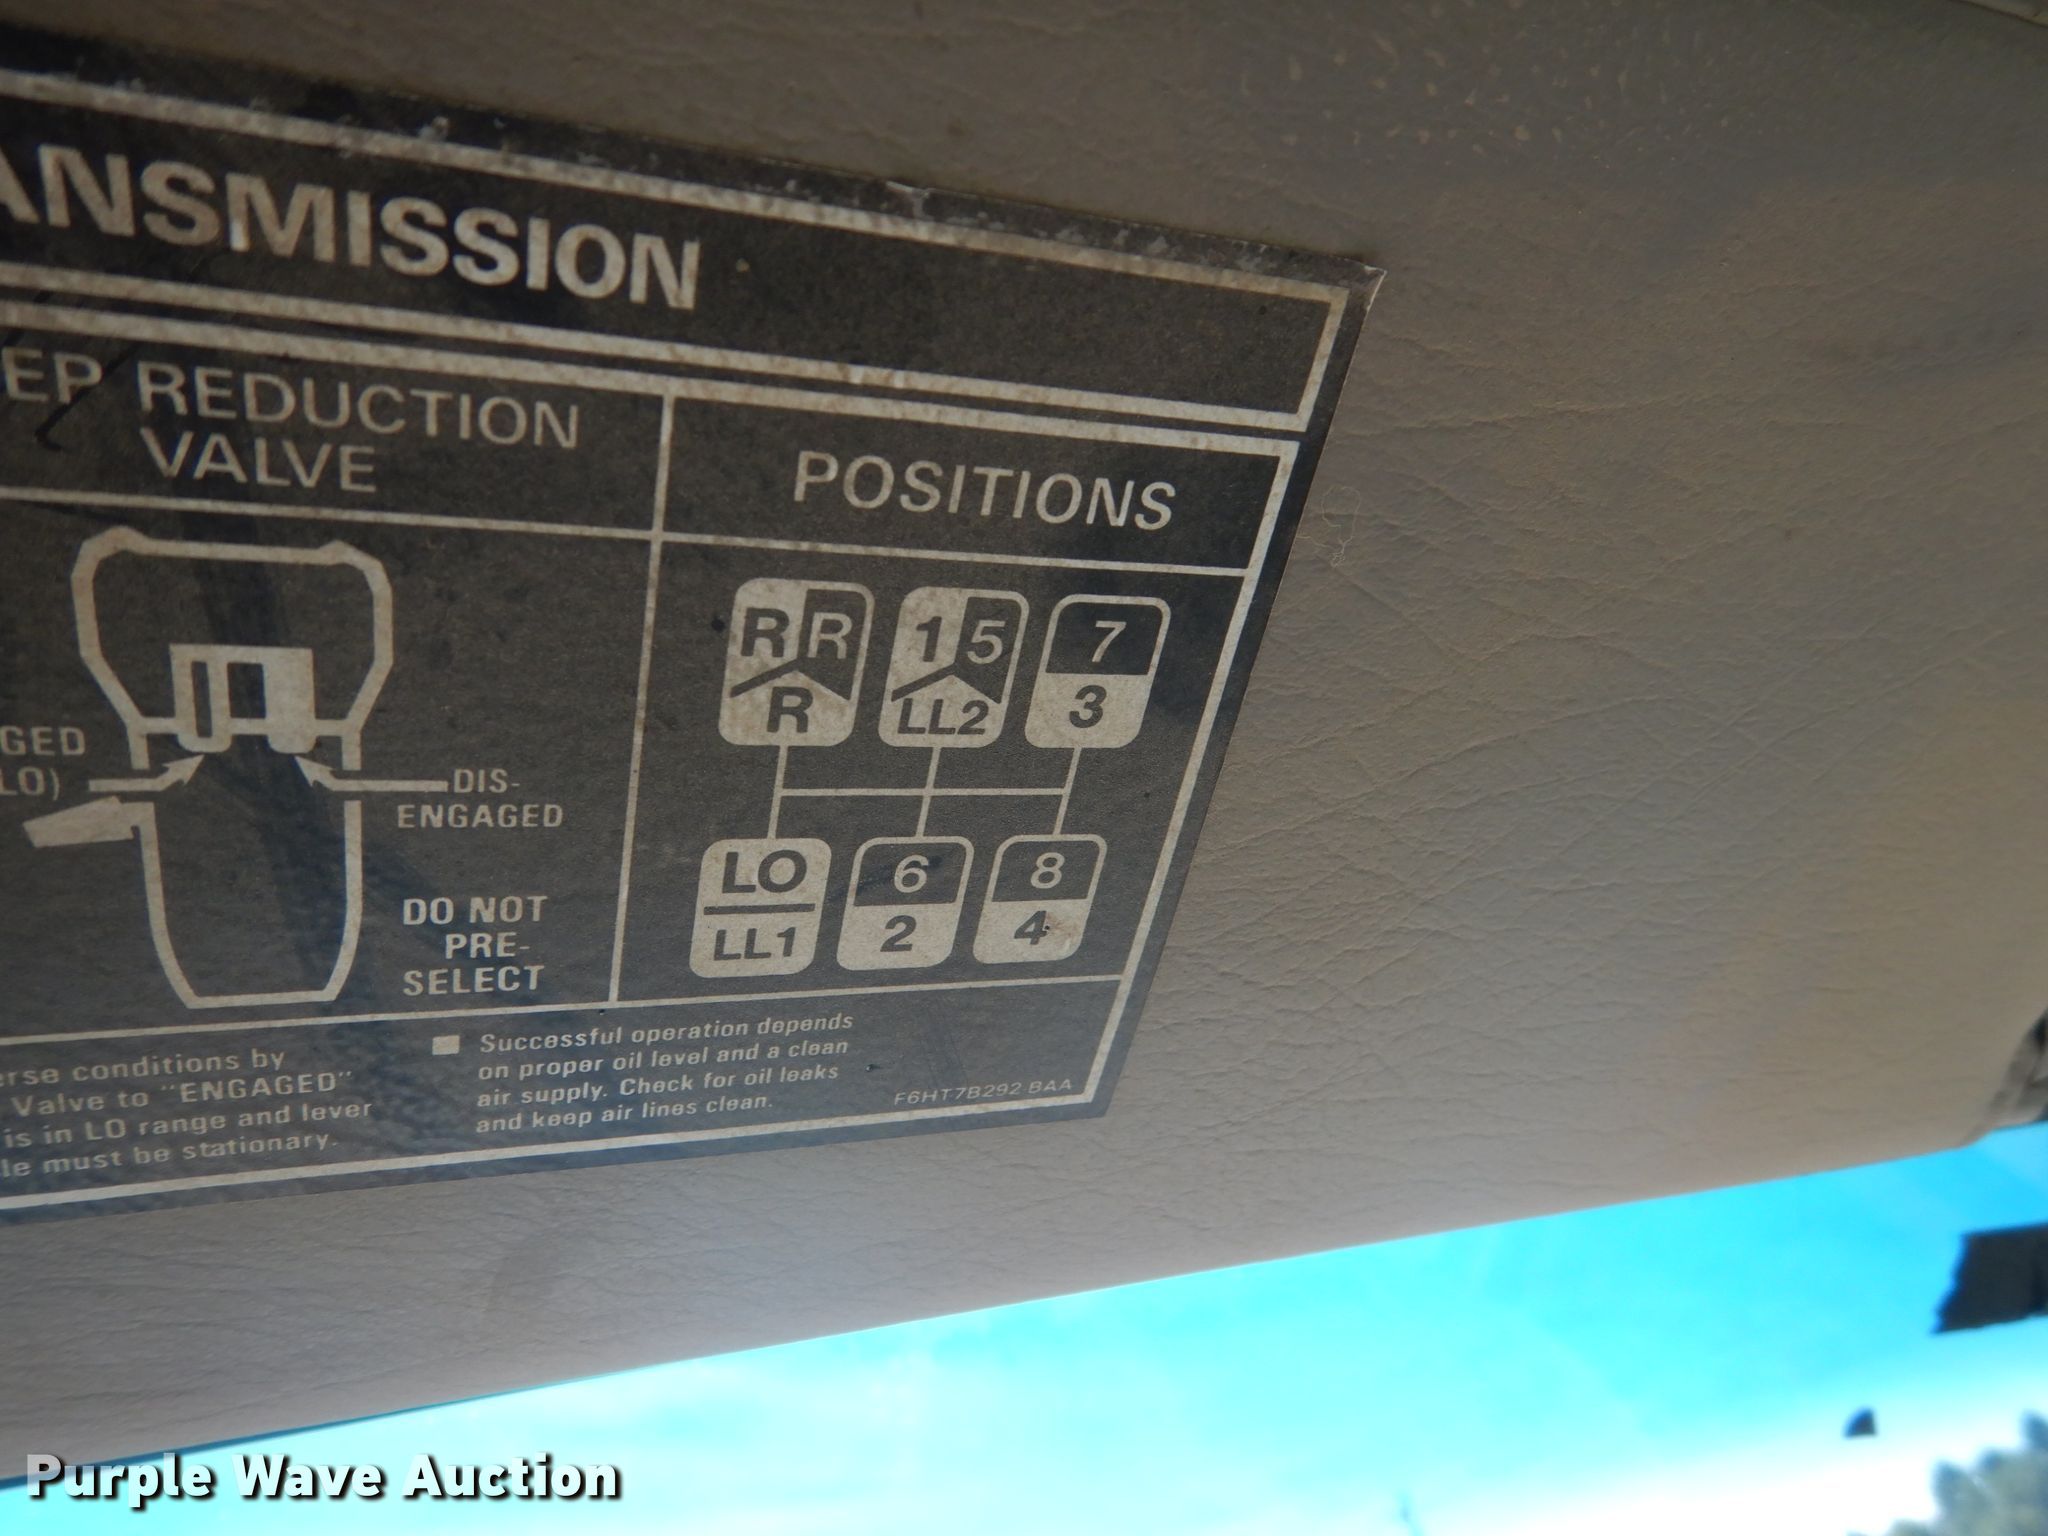 ANSMISSION
EP REDUCTION
VALVE
POSITIONS
R R
R
1 5
LL2
7
3
GED
LO)
DIS-
ENGAGED
LO
LL1
6
2
8
4
DO NOT
PRE-
SELECT
erse conditions by
Valve to "ENGAGED"
is in LO range and lever
le must be stationary.
■ Successful operation depends
on proper oil level and a clean
air supply. Check for oil leaks
and keep air lines clean.
F6HT7B292-BAA
Purple Wave Auction